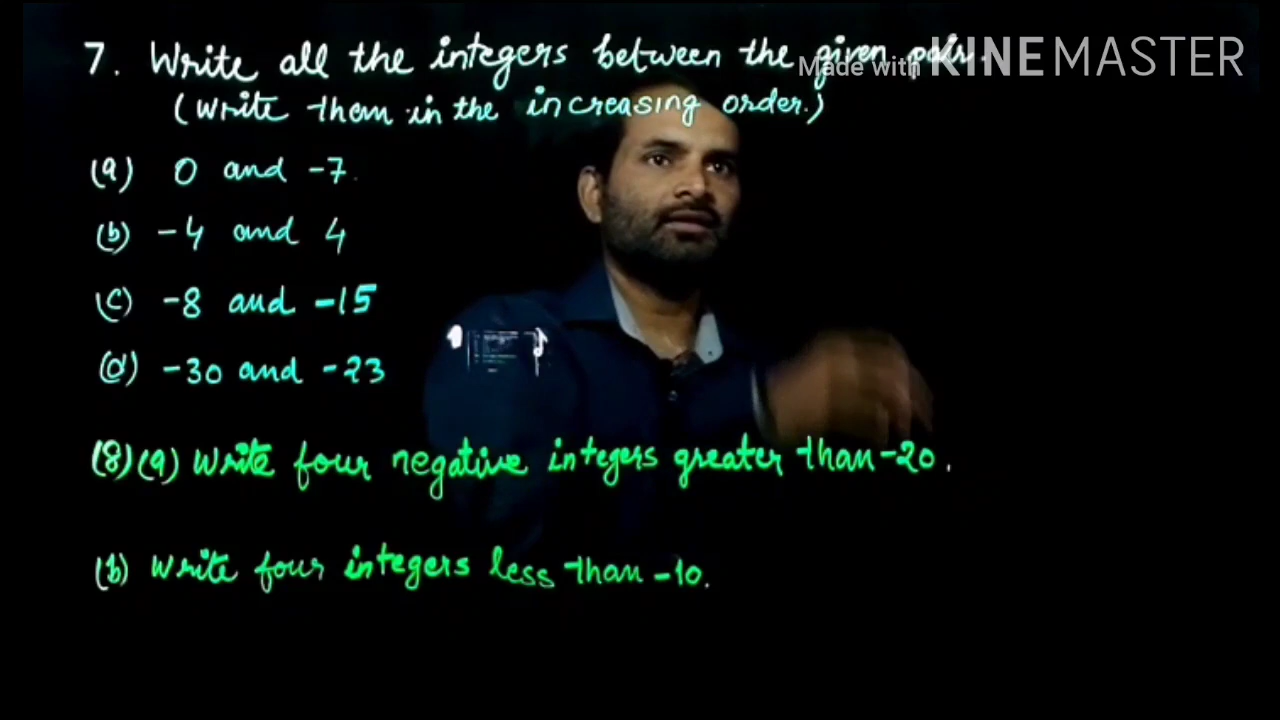 7. Write all the integers between the given pair.
Made with KINEMASTER
(Write them in the increasing order.)
(a) 0 and -7.
(b) -4 and 4
(c) -8 and -15
(d) -30 and -23
(8) (a) Write four negative integers greater than -20.
(b) Write four integers less than -10.